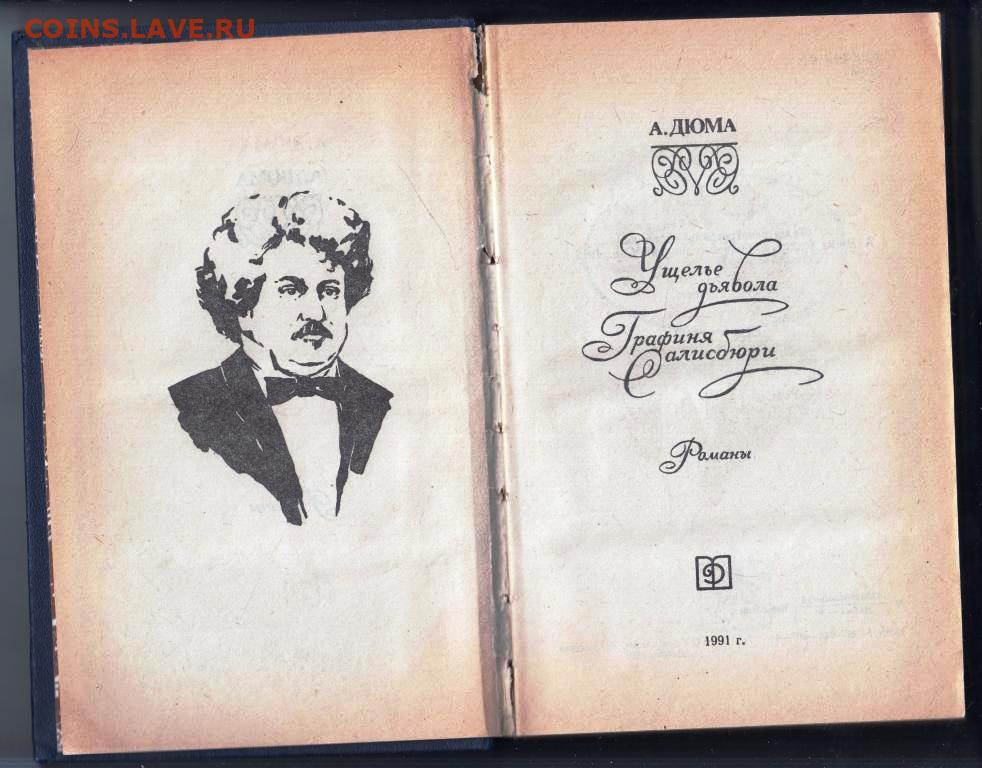 COINS.LAVE.RU
А. ДЮМА
Ущелье
дьявола
Графиня
Салисбюри
Романы
1991 г.